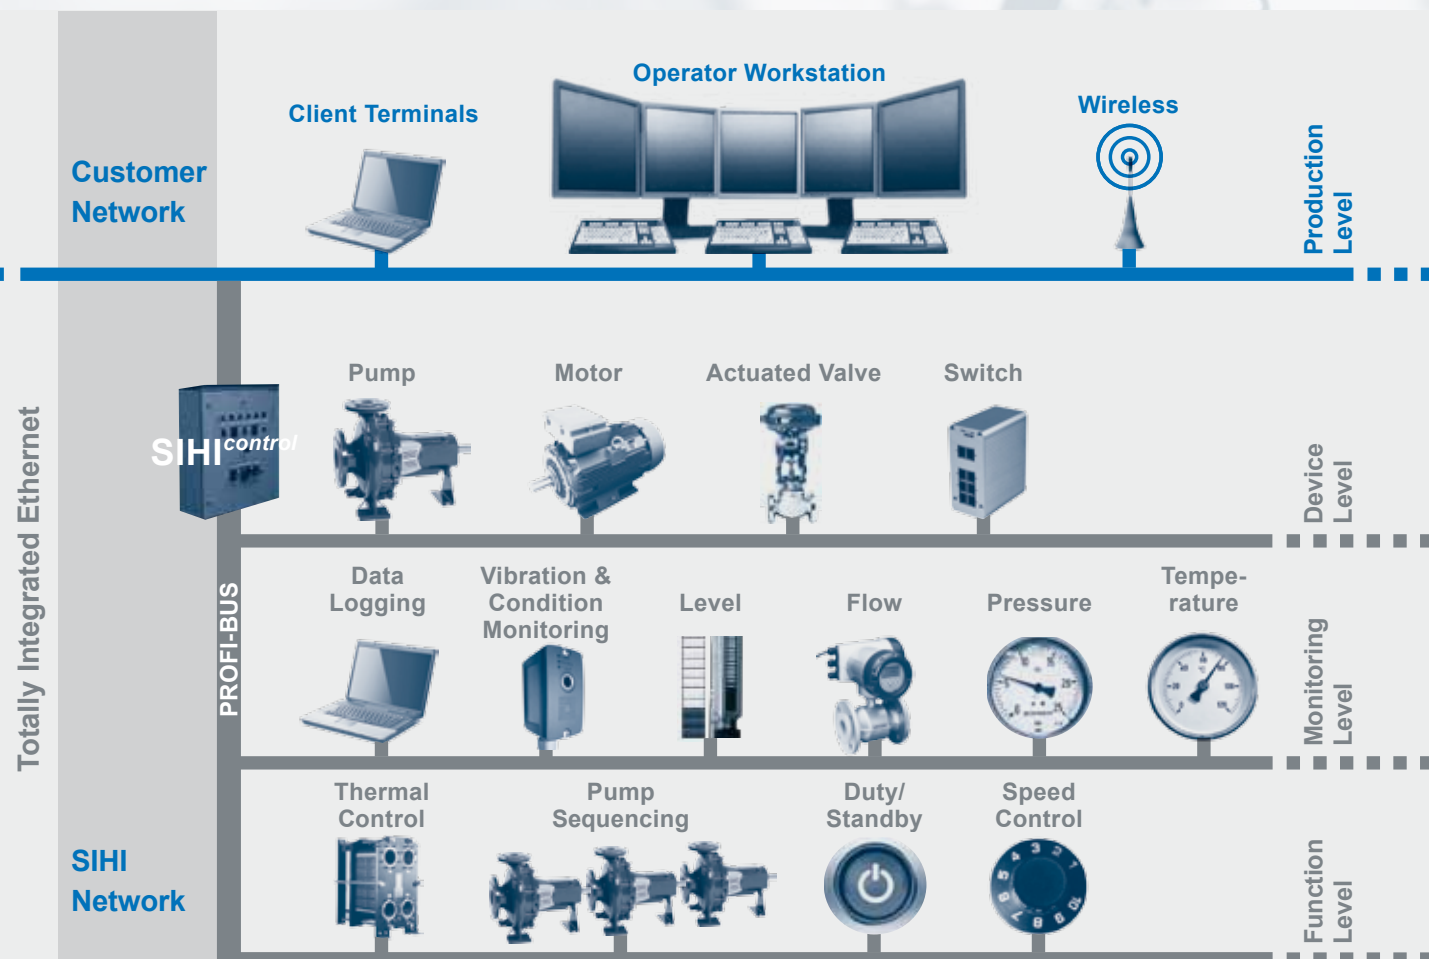 Operator Workstation
Client Terminals
Wireless
Customer
Network
Production
Level
Pump
Motor
Actuated Valve
Switch
SIHIcontrol
Device
Level
Totally Integrated Ethernet
PROFI-BUS
Data
Logging
Vibration &
Condition
Monitoring
Level
Flow
Pressure
Tempe-
rature
Monitoring
Level
Thermal
Control
Pump
Sequencing
Duty/
Standby
Speed
Control
SIHI
Network
Function
Level